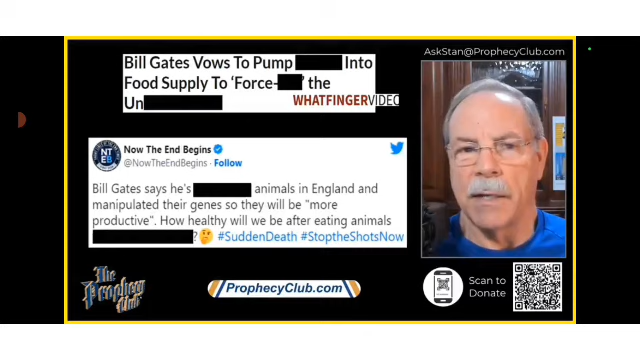 AskStan@ProphecyClub.com
Bill Gates Vows To Pump Into
Food Supply To ‘Force- ’ the
Un
WHATFINGERVIDEO
Now The End Begins
@NowTheEndBegins · Follow
NT
EB
Bill Gates says he's animals in England and
manipulated their genes so they will be "more
productive". How healthy will we be after eating animals
? #SuddenDeath #StoptheShotsNow
The
Prophecy
Club
ProphecyClub.com
Scan to
Donate